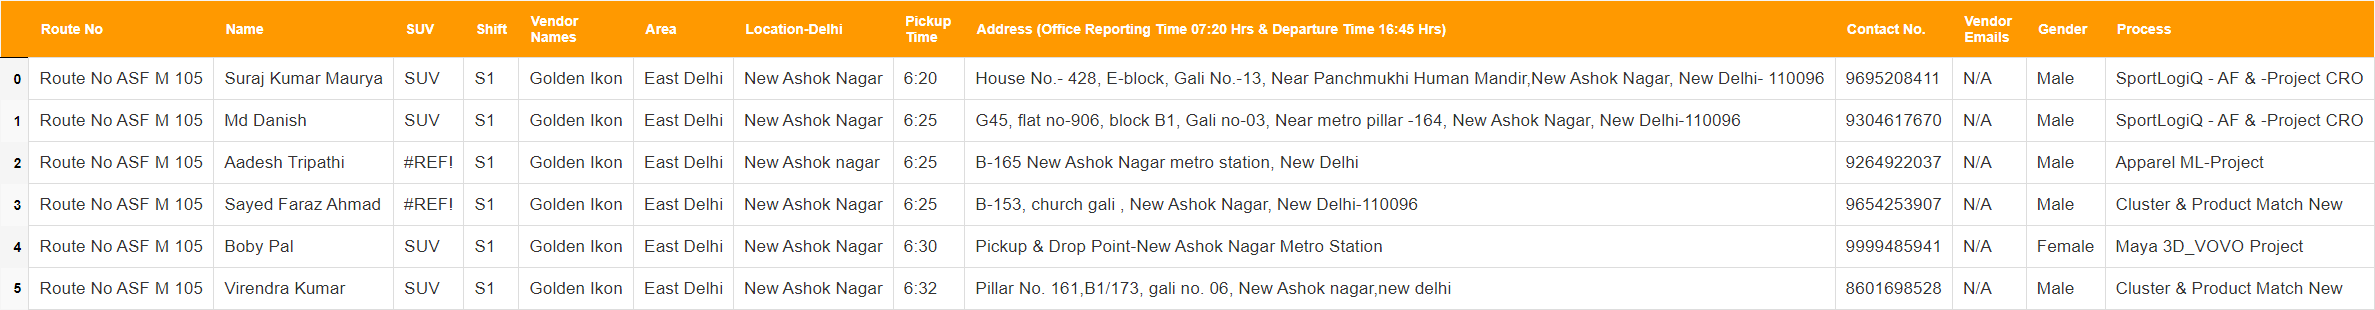 Route No Name SUV Shift Vendor Names Area Location-Delhi Pickup Time Address (Office Reporting Time 07:20 Hrs & Departure Time 16:45 Hrs) Contact No. Vendor Emails Gender Process
0 Route No ASF M 105 Suraj Kumar Maurya SUV S1 Golden Ikon East Delhi New Ashok Nagar 6:20 House No.- 428, E-block, Gali No.-13, Near Panchmukhi Human Mandir,New Ashok Nagar, New Delhi- 110096 9695208411 N/A Male SportLogiQ - AF & -Project CRO
1 Route No ASF M 105 Md Danish SUV S1 Golden Ikon East Delhi New Ashok Nagar 6:25 G45, flat no-906, block B1, Gali no-03, Near metro pillar -164, New Ashok Nagar, New Delhi-110096 9304617670 N/A Male SportLogiQ - AF & -Project CRO
2 Route No ASF M 105 Aadesh Tripathi #REF! S1 Golden Ikon East Delhi New Ashok nagar 6:25 B-165 New Ashok Nagar metro station, New Delhi 9264922037 N/A Male Apparel ML-Project
3 Route No ASF M 105 Sayed Faraz Ahmad #REF! S1 Golden Ikon East Delhi New Ashok Nagar 6:25 B-153, church gali , New Ashok Nagar, New Delhi-110096 9654253907 N/A Male Cluster & Product Match New
4 Route No ASF M 105 Boby Pal SUV S1 Golden Ikon East Delhi New Ashok Nagar 6:30 Pickup & Drop Point-New Ashok Nagar Metro Station 9999485941 N/A Female Maya 3D_VOVO Project
5 Route No ASF M 105 Virendra Kumar SUV S1 Golden Ikon East Delhi New Ashok Nagar 6:32 Pillar No. 161,B1/173, gali no. 06, New Ashok nagar,new delhi 8601698528 N/A Male Cluster & Product Match New